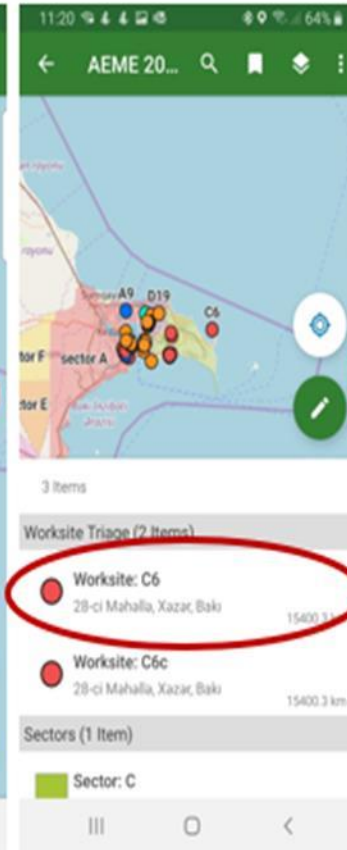 11:20
64%
AEME 20...
A9
D19
C6
tor F
sector A
tor E
3 Items
Worksite Triage (2 Items)
Worksite: C6
28-ci Mahalla, Xazar, Bakı
15400.3 k
Worksite: C6c
28-ci Mahalla, Xazar, Bakı
15400.3 km
Sectors (1 Item)
Sector: C